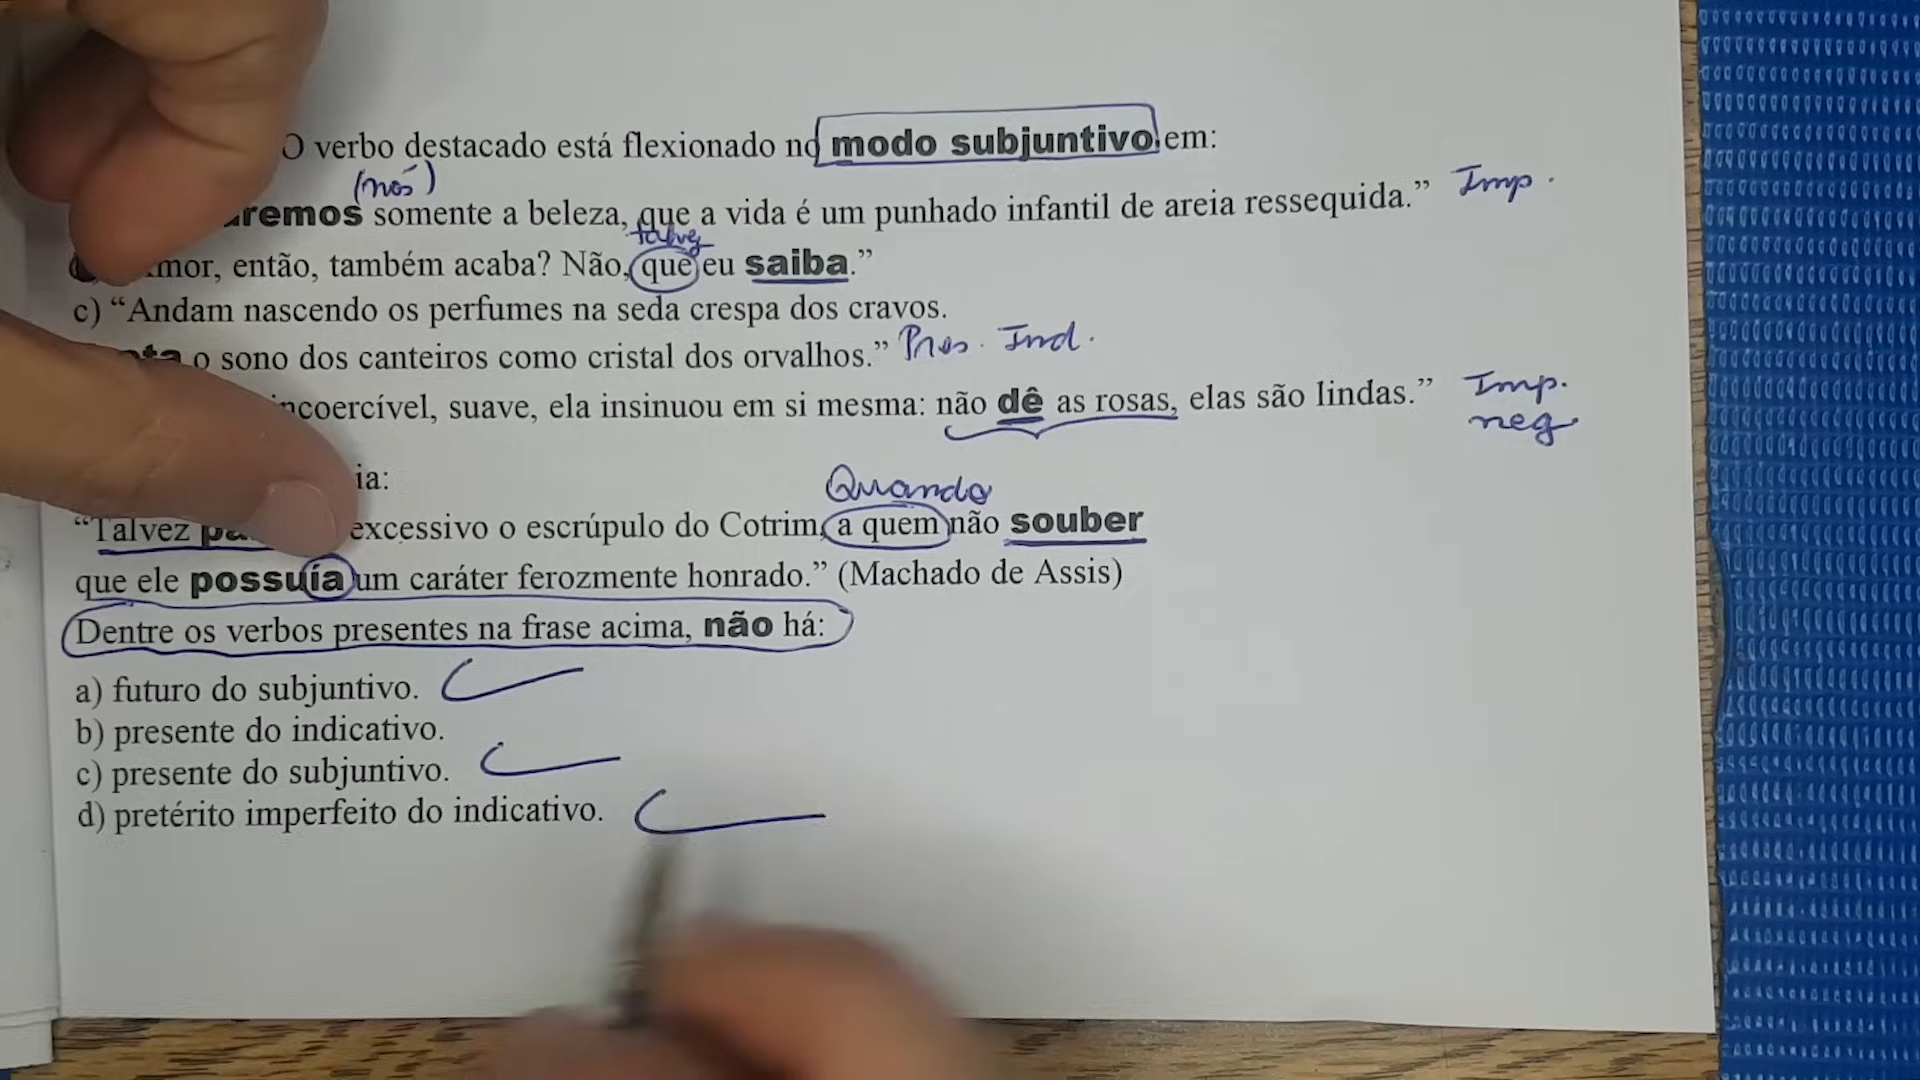 O verbo destacado está flexionado no modo subjuntivo em:
(nós)
somente a beleza, que a vida é um punhado infantil de areia ressequida.” Imp.
talvez
então, também acaba? Não, que eu saiba.”
c) “Andam nascendo os perfumes na seda crespa dos cravos.
o sono dos canteiros como cristal dos orvalhos.” Pres. Ind.
suave, ela insinuou em si mesma: não dê as rosas, elas são lindas.” Imp.
neg
Quando
“Talvez excessivo o escrúpulo do Cotrim, a quem não souber
que ele possuía um caráter ferozmente honrado.” (Machado de Assis)
Dentre os verbos presentes na frase acima, não há:
a) futuro do subjuntivo.
b) presente do indicativo.
c) presente do subjuntivo.
d) pretérito imperfeito do indicativo.